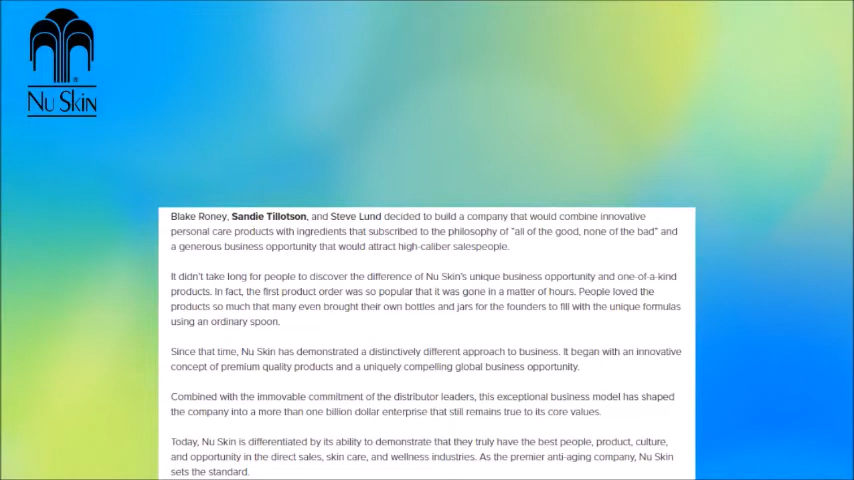 NU SKIN
Blake Roney, Sandie Tillotson, and Steve Lund decided to build a company that would combine innovative
personal care products with ingredients that subscribed to the philosophy of "all of the good, none of the bad" and
a generous business opportunity that would attract high-caliber salespeople.
It didn't take long for people to discover the difference of Nu Skin's unique business opportunity and one-of-a-kind
products. In fact, the first product order was so popular that it was gone in a matter of hours. People loved the
products so much that many even brought their own bottles and jars for the founders to fill with the unique formulas
using an ordinary spoon.
Since that time, Nu Skin has demonstrated a distinctively different approach to business. It began with an innovative
concept of premium quality products and a uniquely compelling global business opportunity.
Combined with the immovable commitment of the distributor leaders, this exceptional business model has shaped
the company into a more than one billion dollar enterprise that still remains true to its core values.
Today, Nu Skin is differentiated by its ability to demonstrate that they truly have the best people, product, culture,
and opportunity in the direct sales, skin care, and wellness industries. As the premier anti-aging company, Nu Skin
sets the standard.